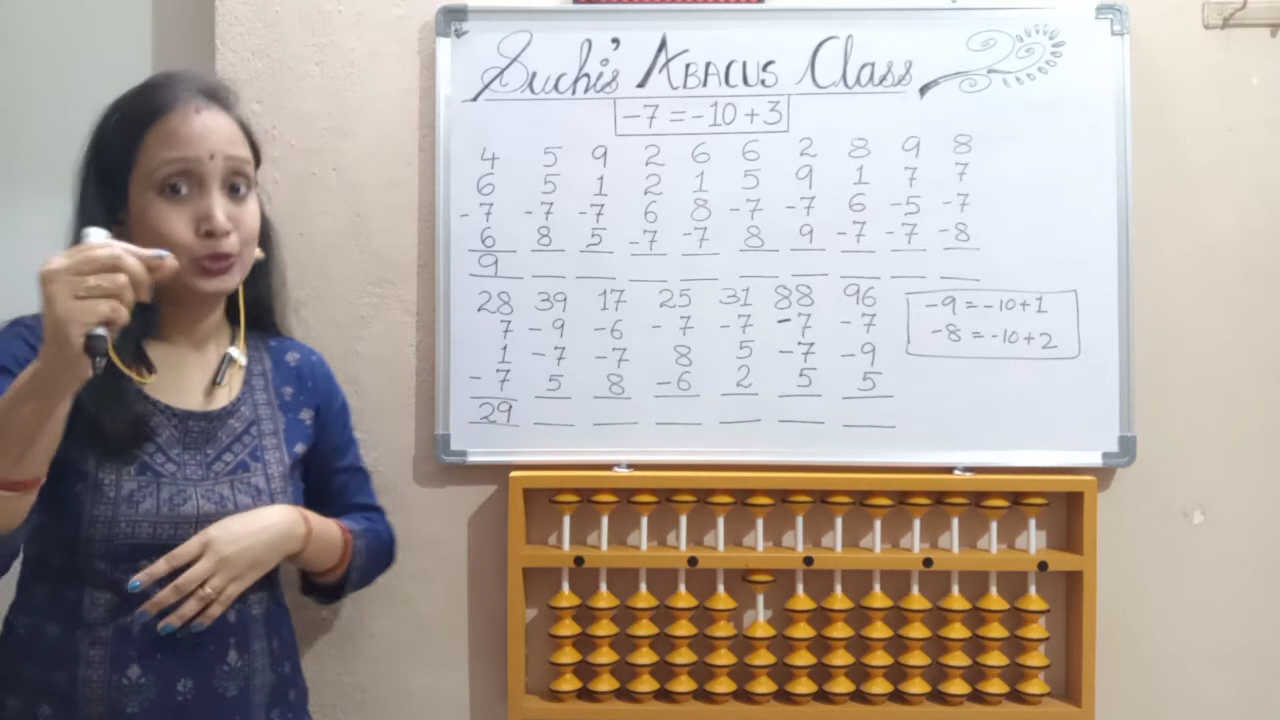 Suchi's ABACUS Class
-7 = -10 + 3
4 5 9 2 6 6 2 8 9 8
6 5 1 2 1 5 9 1 7 7
-7 -7 -7 6 8 -7 -7 6 -5 -7
6 8 5 -7 -7 8 9 -7 -7 -8
9
28 39 17 25 31 88 96
7 -9 -6 -7 -7 -7 -7
1 -7 -7 8 5 -7 -9
-7 5 8 -6 2 5 5
29
-9 = -10 + 1
-8 = -10 + 2